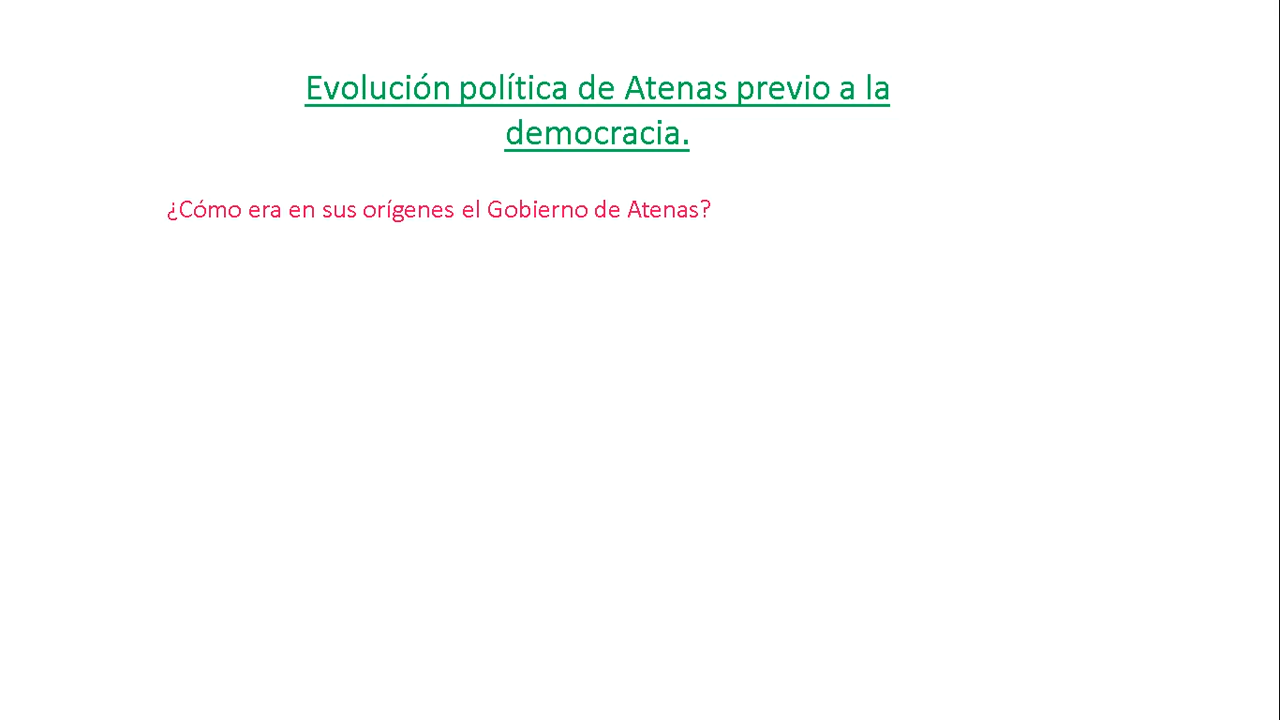 Evolución política de Atenas previo a la
democracia.
¿Cómo era en sus orígenes el Gobierno de Atenas?